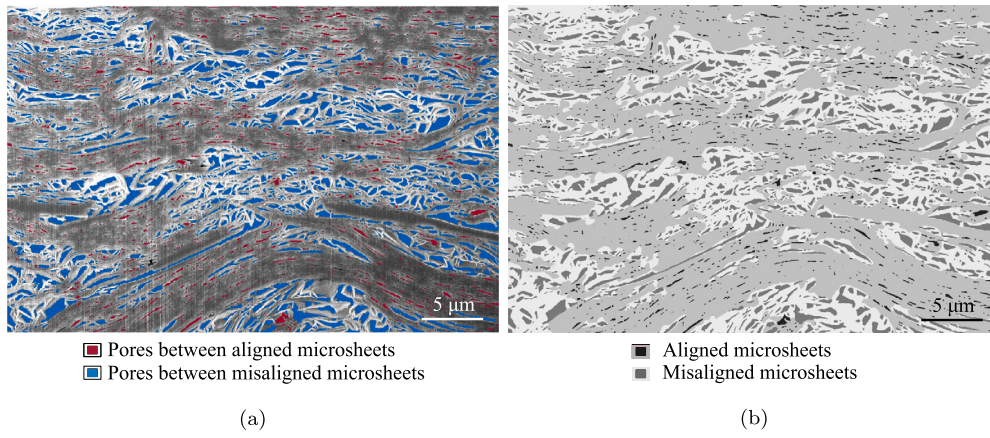 5 μm
5 μm
Pores between aligned microsheets
Pores between misaligned microsheets
Aligned microsheets
Misaligned microsheets
(a)
(b)